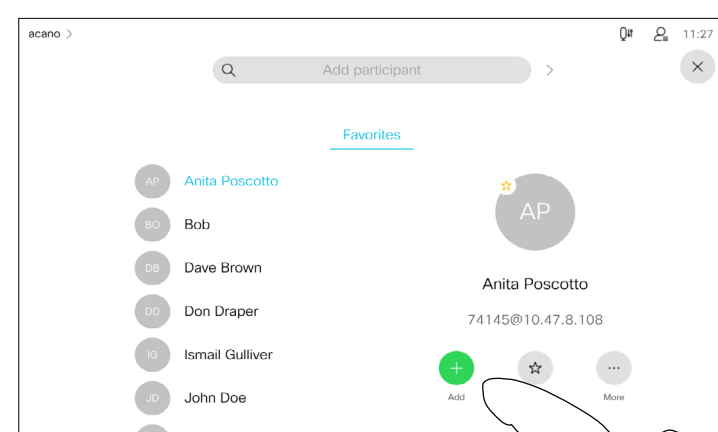 acano >
11:27
Add participant
Favorites
AP Anita Poscotto
BO Bob
DB Dave Brown
DD Don Draper
IG Ismail Gulliver
JD John Doe
AP
Anita Poscotto
74145@10.47.8.108
Add
More